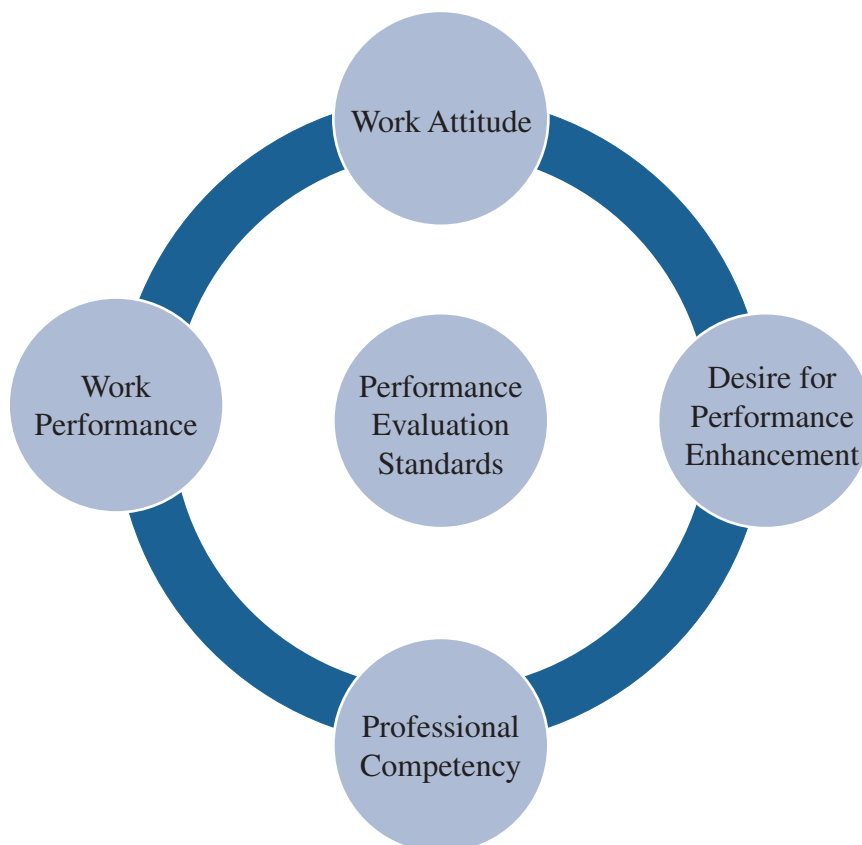 Work Attitude
Work
Performance
Performance
Evaluation
Standards
Desire for
Performance
Enhancement
Professional
Competency